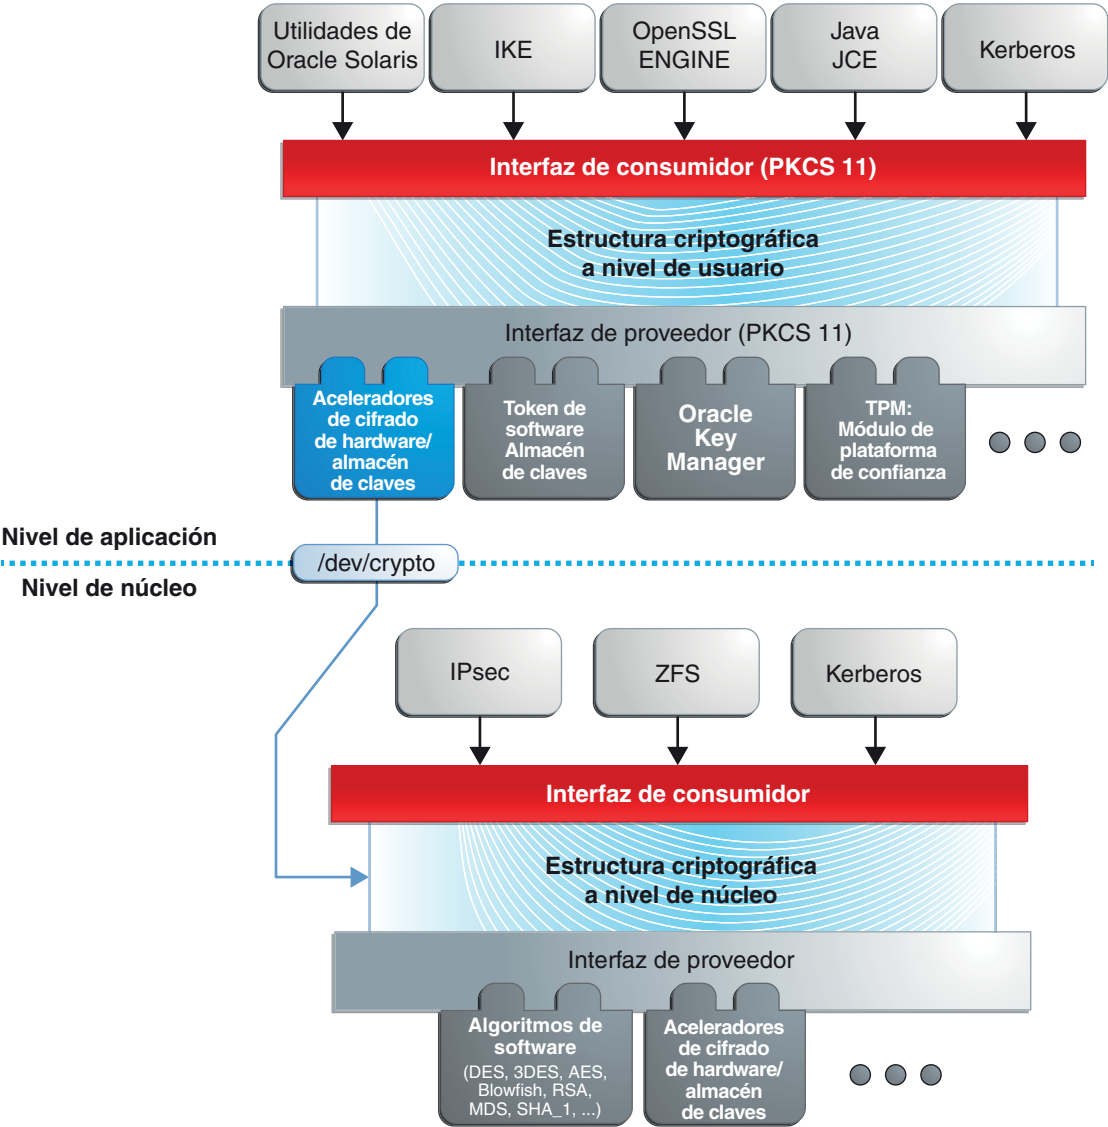 Utilidades de
Oracle Solaris
IKE
OpenSSL
ENGINE
Java
JCE
Kerberos
Interfaz de consumidor (PKCS 11)
Estructura criptográfica
a nivel de usuario
Interfaz de proveedor (PKCS 11)
Aceleradores
de cifrado
de hardware/
almacén
de claves
Token de
software
Almacén
de claves
Oracle
Key
Manager
TPM:
Módulo de
plataforma
de confianza
Nivel de aplicación
/dev/crypto
Nivel de núcleo
IPsec
ZFS
Kerberos
Interfaz de consumidor
Estructura criptográfica
a nivel de núcleo
Interfaz de proveedor
Algoritmos de
software
(DES, 3DES, AES,
Blowfish, RSA,
MDS, SHA_1, ...)
Aceleradores
de cifrado
de hardware/
almacén
de claves